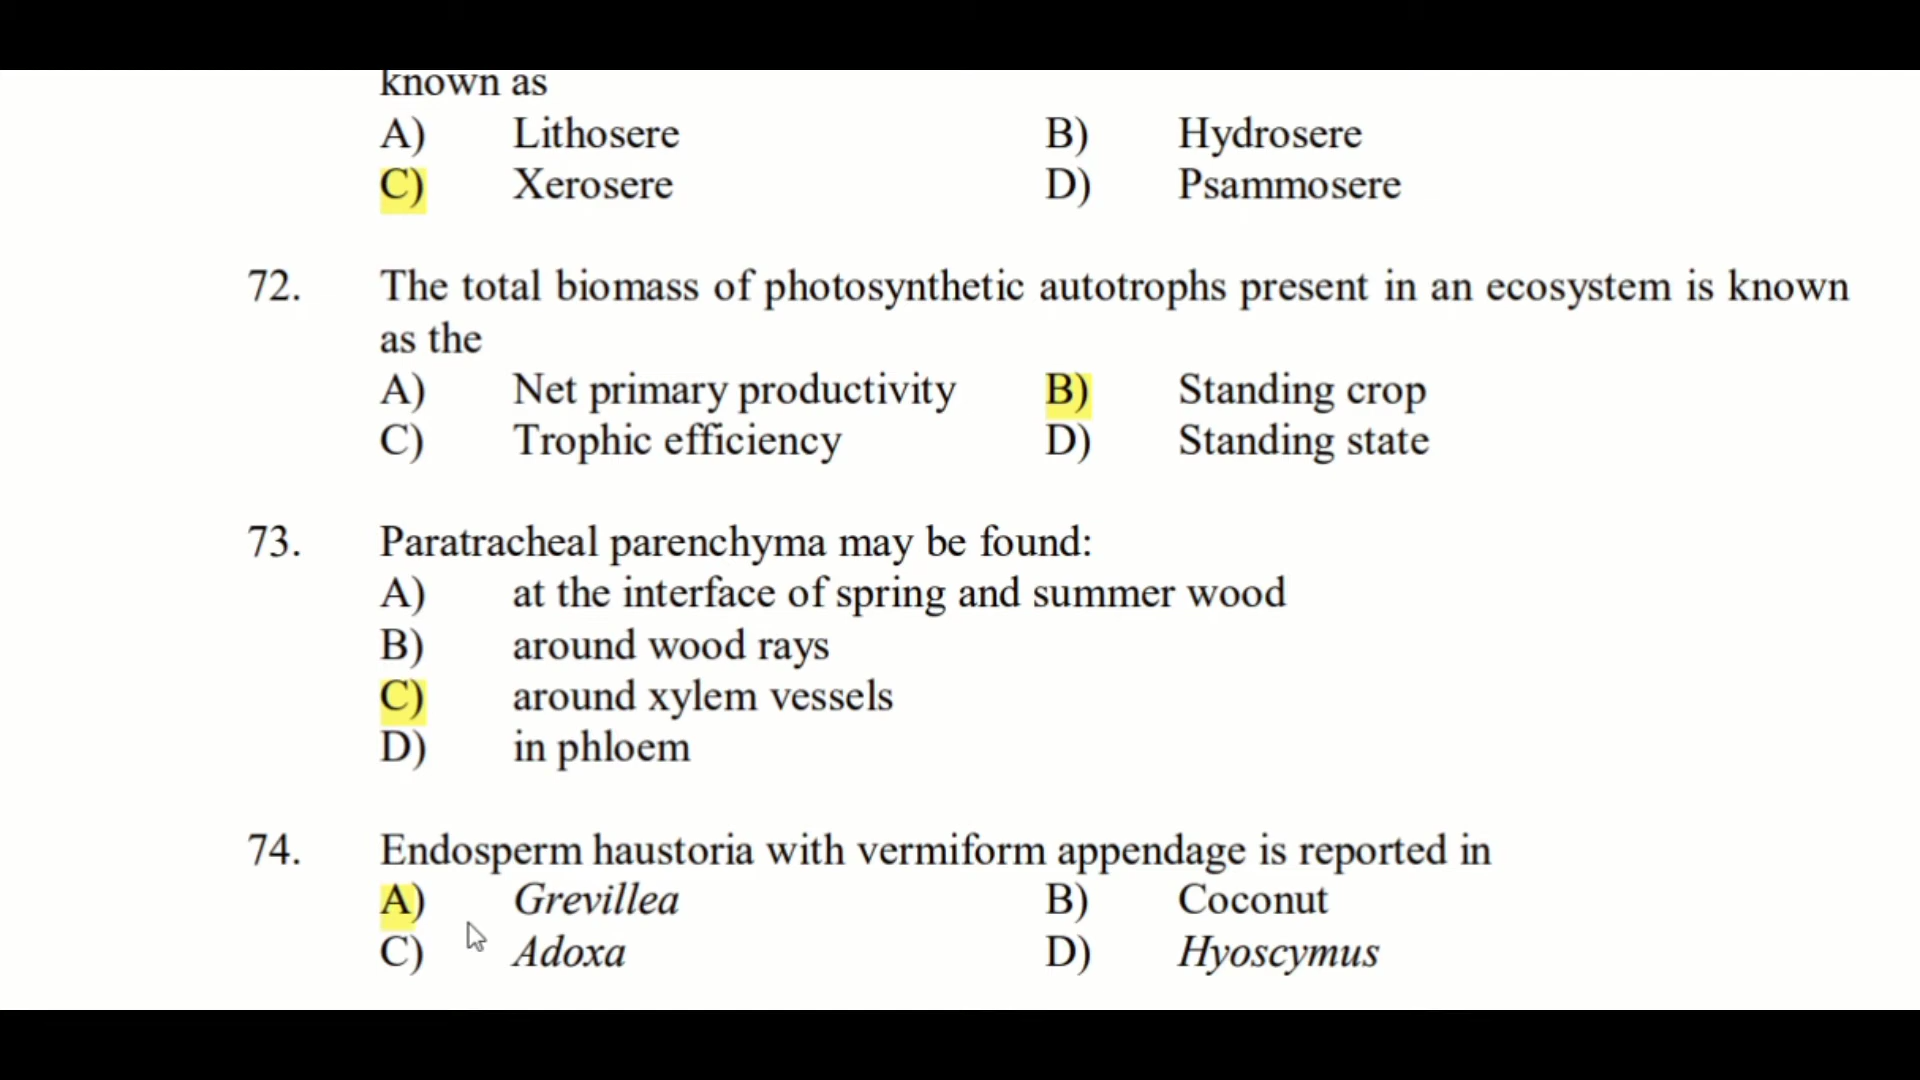 known as
A) Lithosere B) Hydrosere
C) Xerosere D) Psammosere
72. The total biomass of photosynthetic autotrophs present in an ecosystem is known
as the
A) Net primary productivity B) Standing crop
C) Trophic efficiency D) Standing state
73. Paratracheal parenchyma may be found:
A) at the interface of spring and summer wood
B) around wood rays
C) around xylem vessels
D) in phloem
74. Endosperm haustoria with vermiform appendage is reported in
A) Grevillea B) Coconut
C) Adoxa D) Hyoscymus